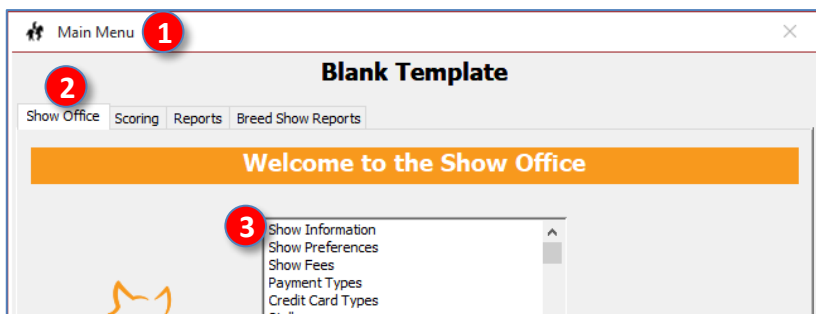 Main Menu 1
Blank Template
2
Show Office Scoring Reports Breed Show Reports
Welcome to the Show Office
3
Show Information
Show Preferences
Show Fees
Payment Types
Credit Card Types